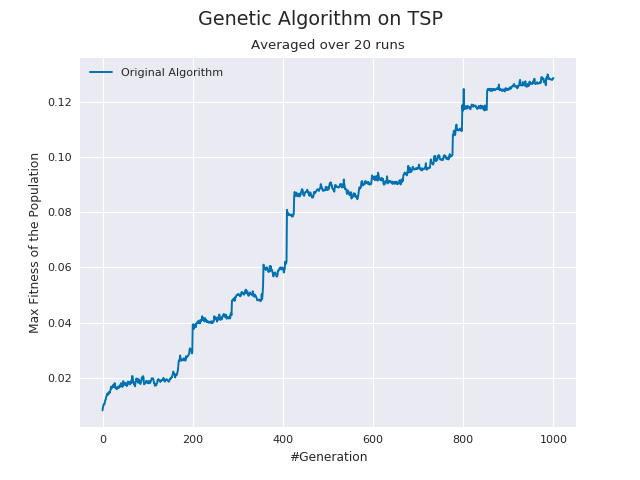 Genetic Algorithm on TSP
Averaged over 20 runs
Original Algorithm
Max Fitness of the Population
0.12
0.10
0.08
0.06
0.04
0.02
0 200 400 600 800 1000
#Generation